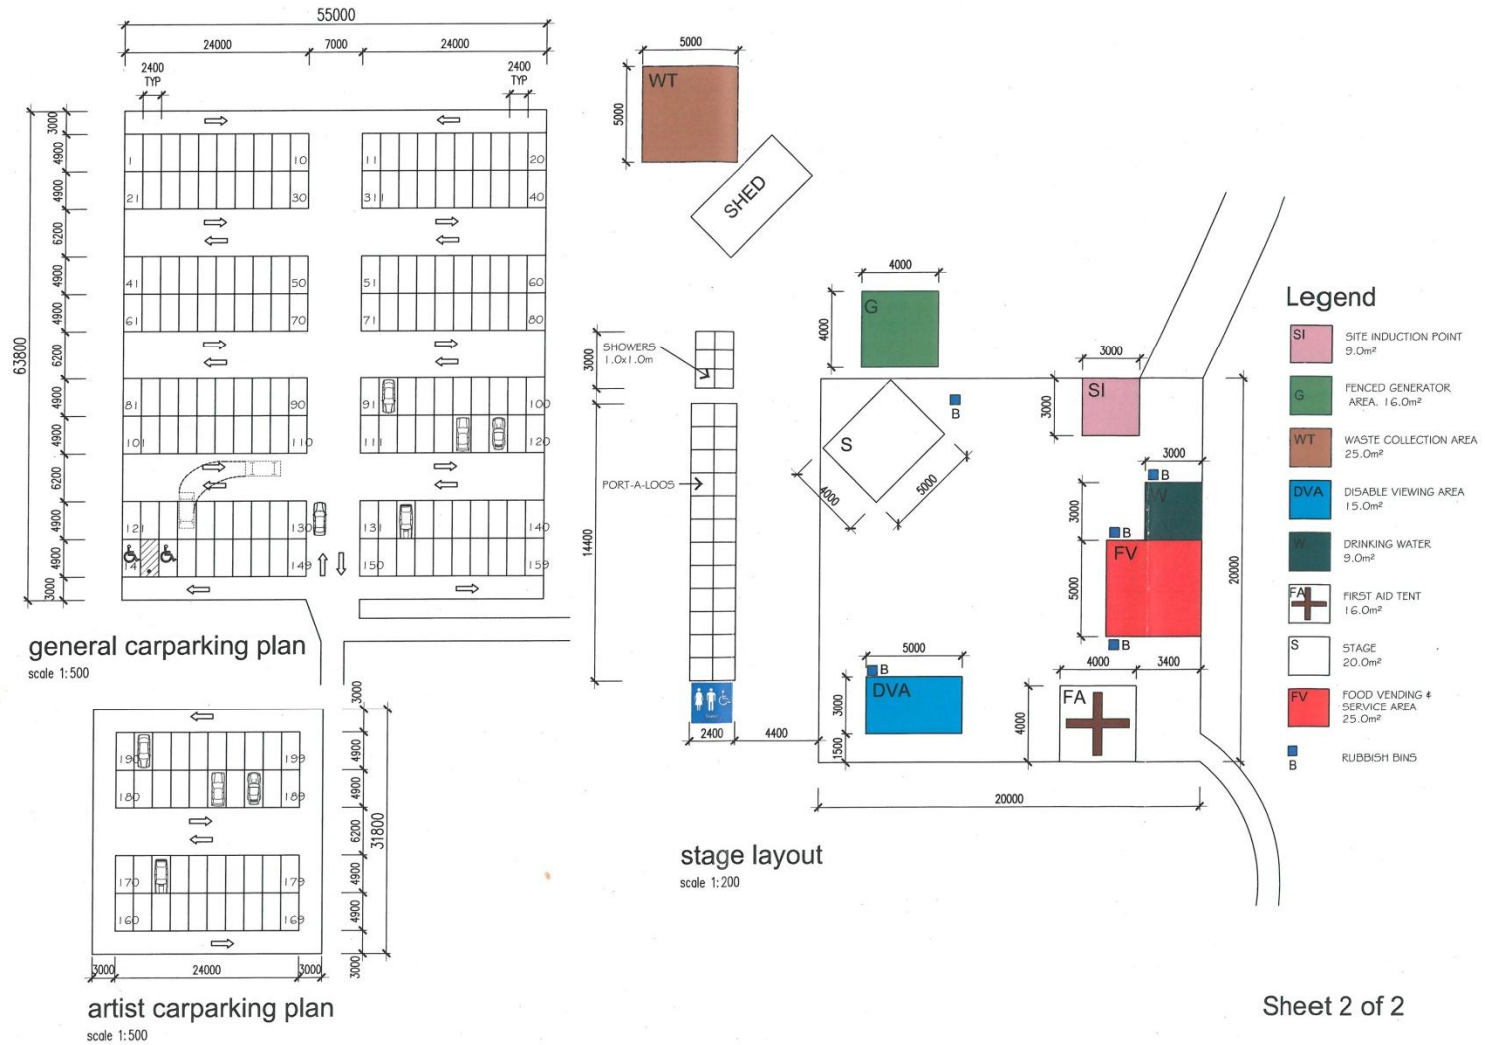 55000
24000
7000
24000
2400
TYP
2400
TYP
63800
3000
4900
4900
6200
4900
4900
6200
4900
4900
6200
4900
4900
3000
1
10
11
20
21
30
311
40
41
50
51
60
61
70
71
80
81
90
91
100
101
110
111
120
121
130
131
140
14
149
150
159
general carparking plan
scale 1:500
3000
4900
4900
6200
4900
4900
3000
31800
190
199
180
189
170
179
160
169
3000
24000
3000
artist carparking plan
scale 1:500
5000
5000
WT
SHED
4000
4000
G
SHOWERS
1.0x1.0m
3000
PORT-A-LOOS
14400
2400
4400
S
4000
5000
B
3000
3000
SI
3000
B
3000
W
B
FV
5000
B
20000
5000
B
DVA
3000
1500
4000
3400
FA
4000
20000
stage layout
scale 1:200
Legend
SI
SITE INDUCTION POINT
9.0m²
G
FENCED GENERATOR
AREA. 16.0m²
WT
WASTE COLLECTION AREA
25.0m²
DVA
DISABLE VIEWING AREA
15.0m²
W
DRINKING WATER
9.0m²
FA
FIRST AID TENT
16.0m²
S
STAGE
20.0m²
FV
FOOD VENDING &
SERVICE AREA
25.0m²
B
RUBBISH BINS
Sheet 2 of 2